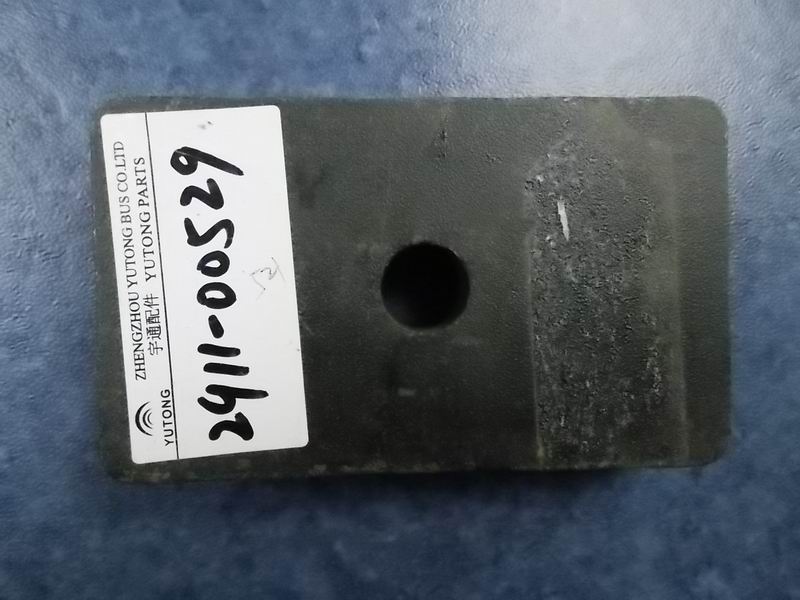 ZHENGZHOU YUTONG BUS CO.LTD
宇通配件 YUTONG PARTS
YUTONG
2911-00529